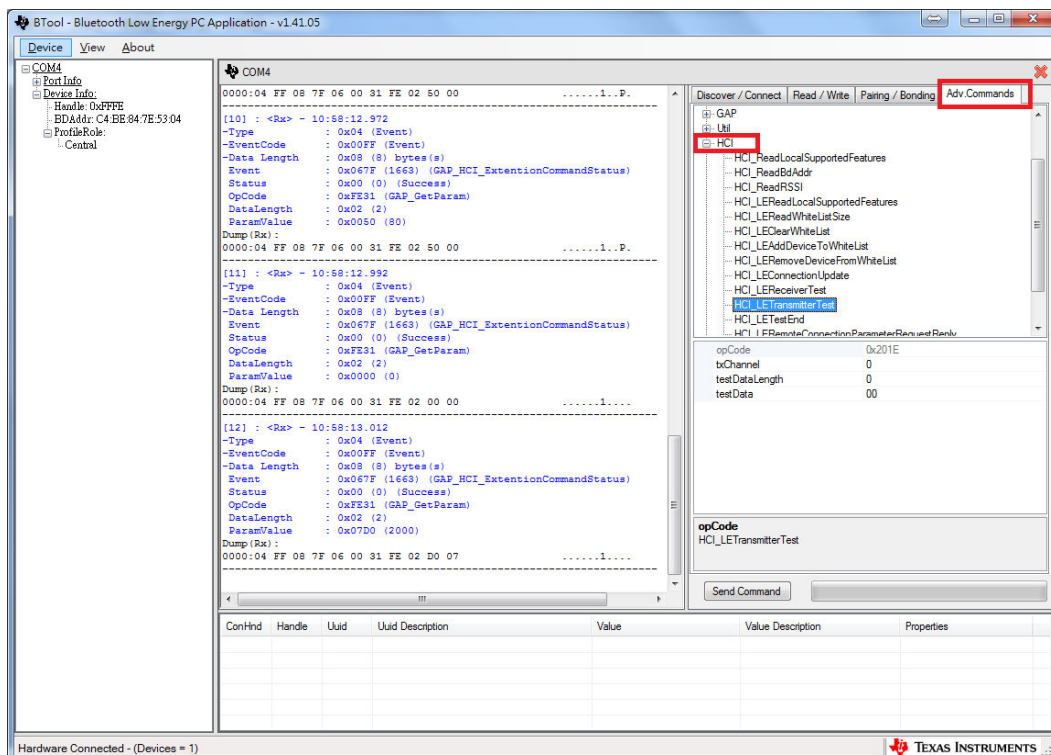 BTool - Bluetooth Low Energy PC Application - v1.41.05
Device View About
COM4
Port Info
Device Info:
Handle: 0xFFFE
BDAddr: C4:BE:84:7E:53:04
ProfileRole:
Central
COM4
0000:04 FF 08 7F 06 00 31 FE 02 50 00 ......1..P.
--------------------------------------------------------------
[10] : <Rx> - 10:58:12.972
-Type : 0x04 (Event)
-EventCode : 0x00FF (Event)
-Data Length : 0x08 (8) bytes(s)
Event : 0x067F (1663) (GAP_HCI_ExtentionCommandStatus)
Status : 0x00 (0) (Success)
OpCode : 0xFE31 (GAP_GetParam)
DataLength : 0x02 (2)
ParamValue : 0x0050 (80)
Dump(Rx):
0000:04 FF 08 7F 06 00 31 FE 02 50 00 ......1..P.
--------------------------------------------------------------
[11] : <Rx> - 10:58:12.992
-Type : 0x04 (Event)
-EventCode : 0x00FF (Event)
-Data Length : 0x08 (8) bytes(s)
Event : 0x067F (1663) (GAP_HCI_ExtentionCommandStatus)
Status : 0x00 (0) (Success)
OpCode : 0xFE31 (GAP_GetParam)
DataLength : 0x02 (2)
ParamValue : 0x0000 (0)
Dump(Rx):
0000:04 FF 08 7F 06 00 31 FE 02 00 00 ......1....
--------------------------------------------------------------
[12] : <Rx> - 10:58:13.012
-Type : 0x04 (Event)
-EventCode : 0x00FF (Event)
-Data Length : 0x08 (8) bytes(s)
Event : 0x067F (1663) (GAP_HCI_ExtentionCommandStatus)
Status : 0x00 (0) (Success)
OpCode : 0xFE31 (GAP_GetParam)
DataLength : 0x02 (2)
ParamValue : 0x07D0 (2000)
Dump(Rx):
0000:04 FF 08 7F 06 00 31 FE 02 D0 07 ......1....
--------------------------------------------------------------
Discover / Connect Read / Write Pairing / Bonding Adv.Commands
GAP
Util
HCI
HCI_ReadLocalSupportedFeatures
HCI_ReadBdAddr
HCI_ReadRSSI
HCI_LEReadLocalSupportedFeatures
HCI_LEReadWhiteListSize
HCI_LEClearWhiteList
HCI_LEAddDeviceToWhiteList
HCI_LERemoveDeviceFromWhiteList
HCI_LEConnectionUpdate
HCI_LEReceiverTest
HCI_LETransmitterTest
HCI_LETestEnd
HCI_LERemoteConnectionParameterRequestReply
opCode 0x201E
txChannel 0
testDataLength 0
testData 00
opCode
HCI_LETransmitterTest
Send Command
ConHnd Handle Uuid Uuid Description Value Value Description Properties
Hardware Connected - (Devices = 1)
TEXAS INSTRUMENTS